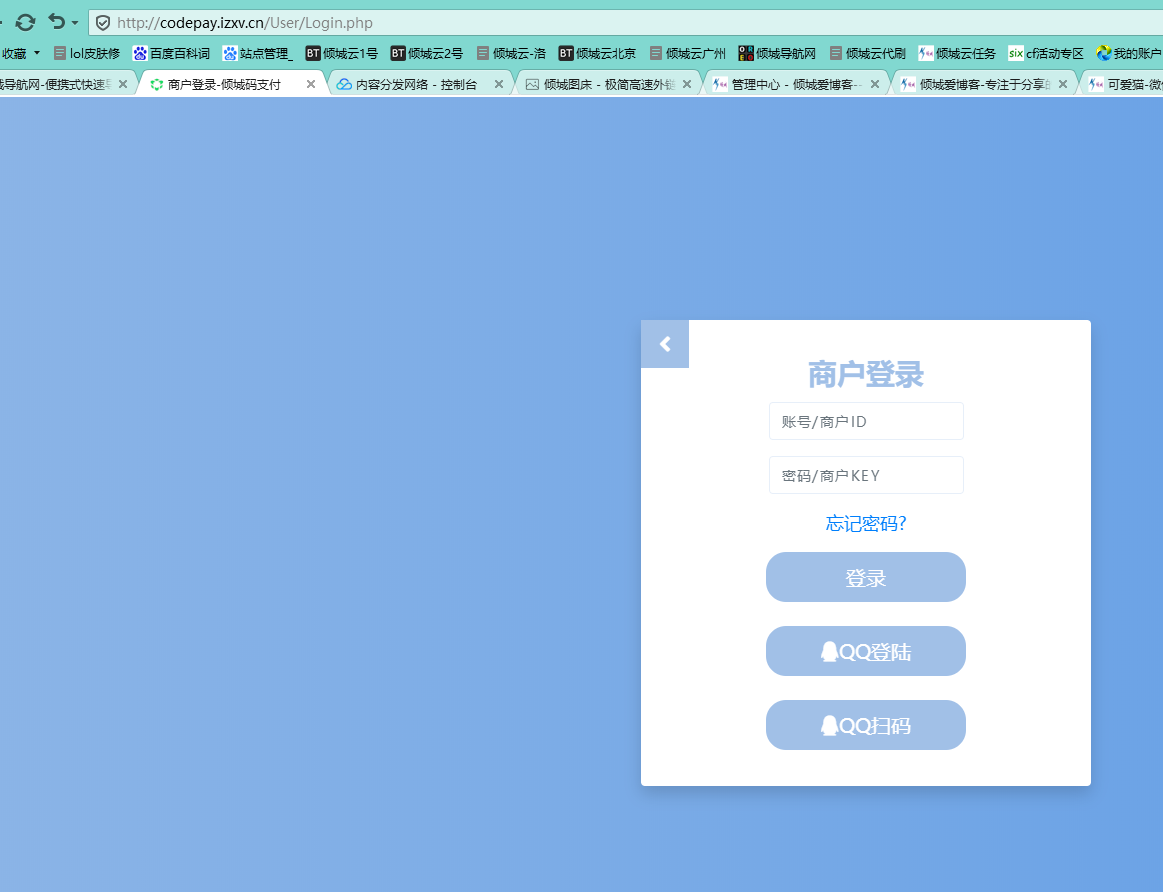 http://codepay.izxv.cn/User/Login.php
收藏 lol皮肤修 百度百科词 站点管理_ BT 倾城云1号 BT 倾城云2号 倾城云-洛 BT 倾城云北京 倾城云广州 倾城导航网 倾城云代刷 倾城云任务 six cf活动专区 我的账户
导航网-便携式快速 商户登录-倾城码支付 内容分发网络 - 控制台 倾城图床 - 极简高速外链 管理中心 - 倾城爱博客-- 倾城爱博客-专注于分享 可爱猫-微
商户登录
账号/商户ID
密码/商户KEY
忘记密码?
登录
QQ登陆
QQ扫码